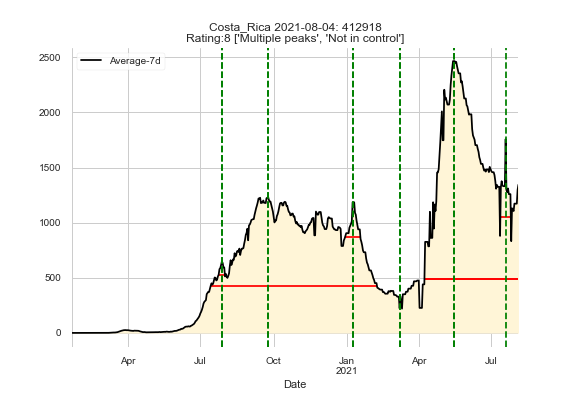 Costa_Rica 2021-08-04: 412918
Rating:8 ['Multiple peaks', 'Not in control']
Average-7d
2500
2000
1500
1000
500
0
Apr
Jul
Oct
Jan
2021
Apr
Jul
Date